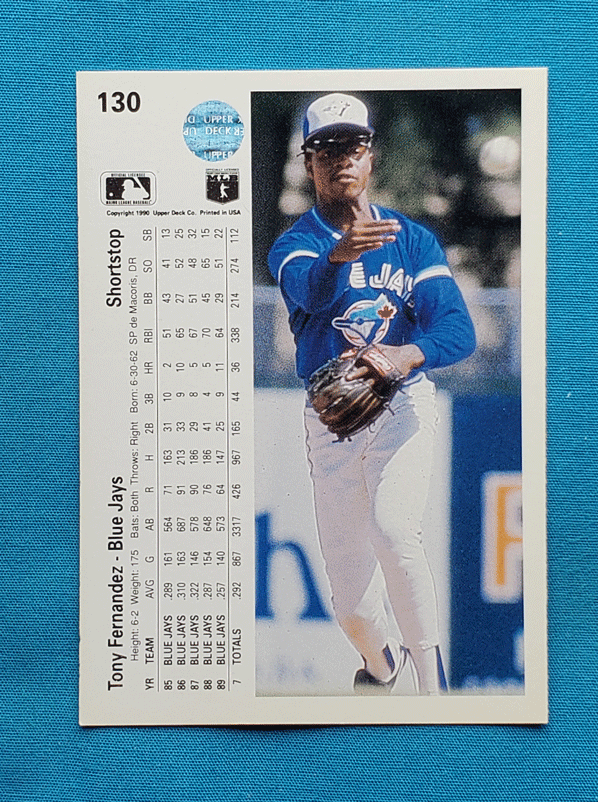 130
UPPER DECK
OFFICIAL LICENSEE
MAJOR LEAGUE BASEBALL
MLB
Copyright 1990 Upper Deck Co. Printed in USA
Tony Fernandez - Blue Jays Shortstop
Height: 6-2 Weight: 175 Bats: Both Throws: Right Born: 6-30-62 SP de Macoris, DR
YR TEAM AVG G AB R H 2B 3B HR RBI BB SO SB
85 BLUE JAYS .289 161 564 71 163 31 10 2 51 43 41 13
86 BLUE JAYS .310 163 687 91 213 33 9 10 65 27 52 25
87 BLUE JAYS .322 146 578 90 186 29 8 5 67 51 48 32
88 BLUE JAYS .287 154 648 76 186 41 4 5 70 45 65 15
89 BLUE JAYS .257 140 573 64 147 25 9 11 64 29 51 22
7 TOTALS .292 867 3317 426 967 165 44 36 338 214 274 112
JAY